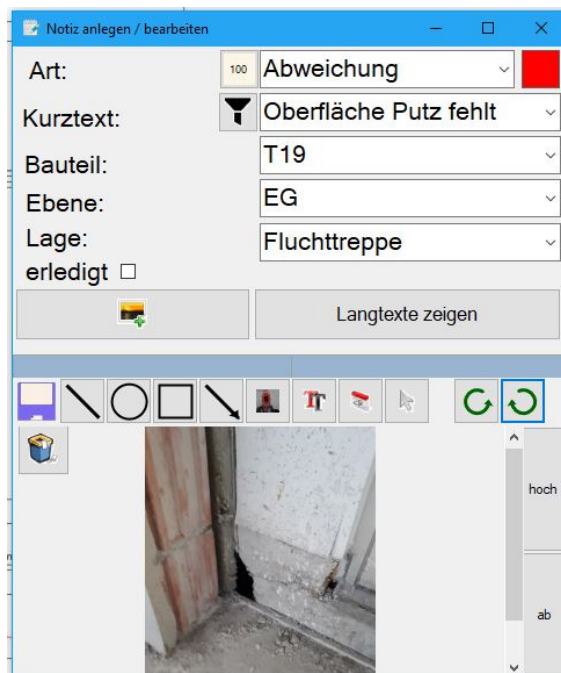 Notiz anlegen / bearbeiten
Art:
100
Abweichung
Kurztext:
Oberfläche Putz fehlt
Bauteil:
T19
Ebene:
EG
Lage:
Fluchttreppe
erledigt
Langtexte zeigen
TT
hoch
ab